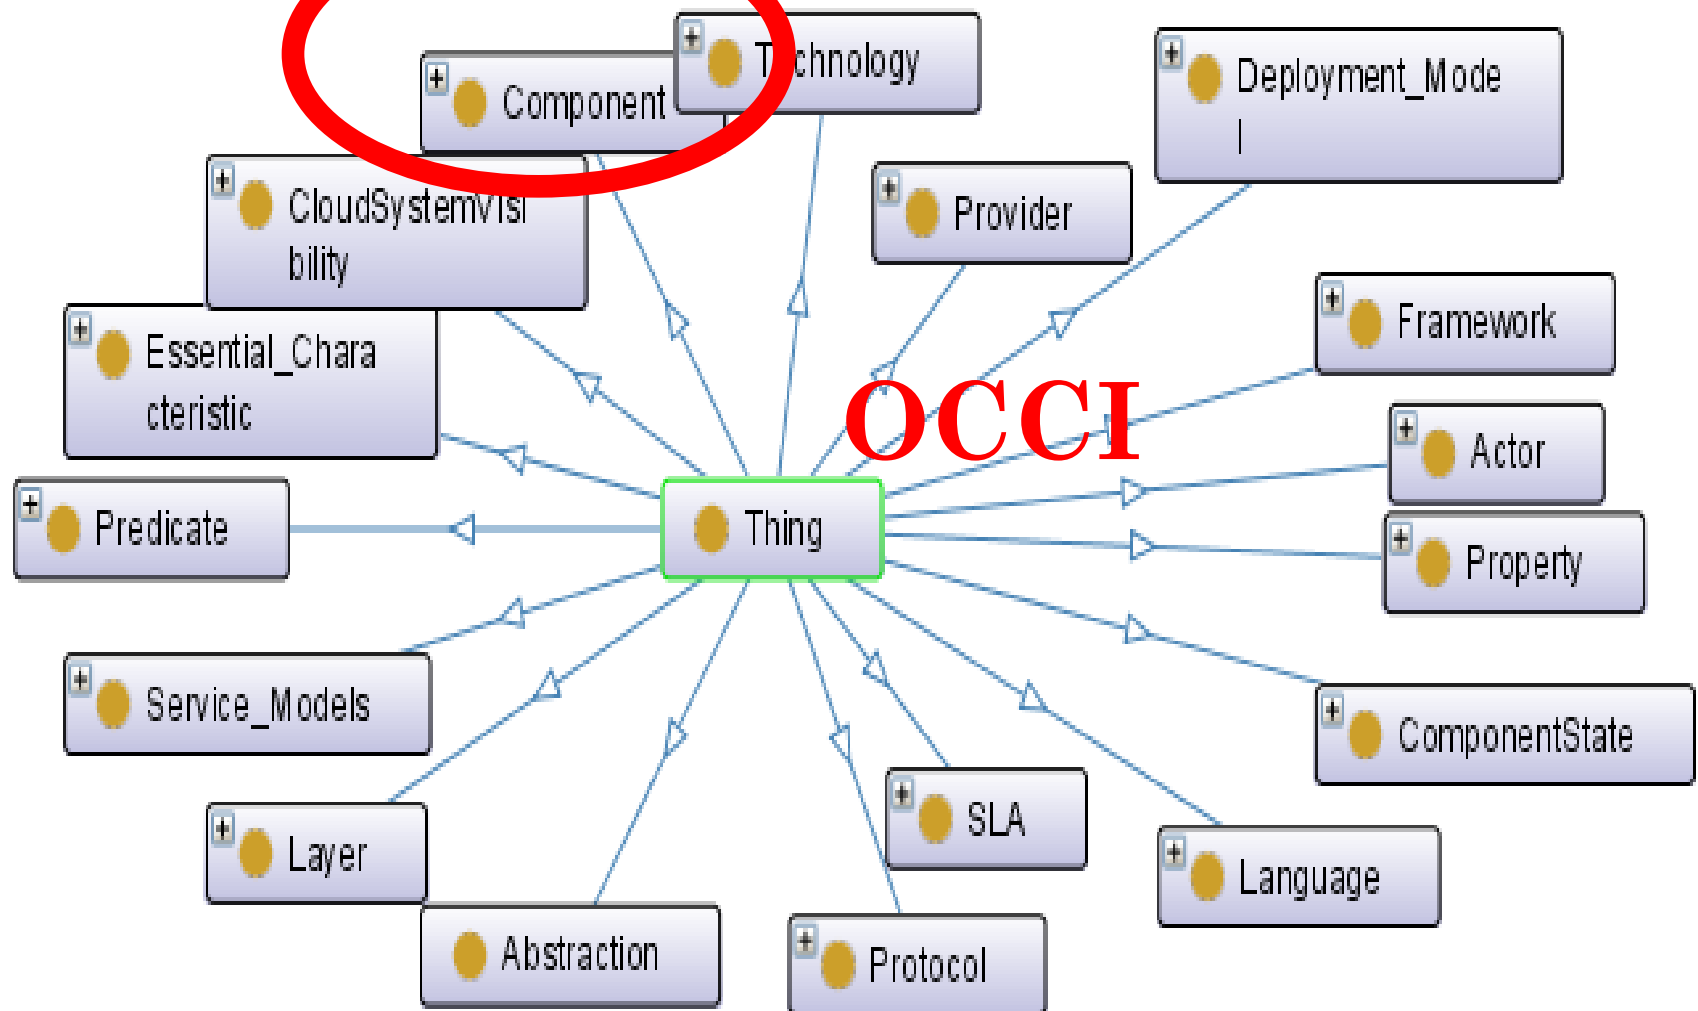 Technology
Component
Deployment_Mode
l
CloudSystemVisi
bility
Provider
Essential_Chara
cteristic
Framework
OCCI
Actor
Predicate
Thing
Property
Service_Models
ComponentState
Layer
SLA
Language
Abstraction
Protocol